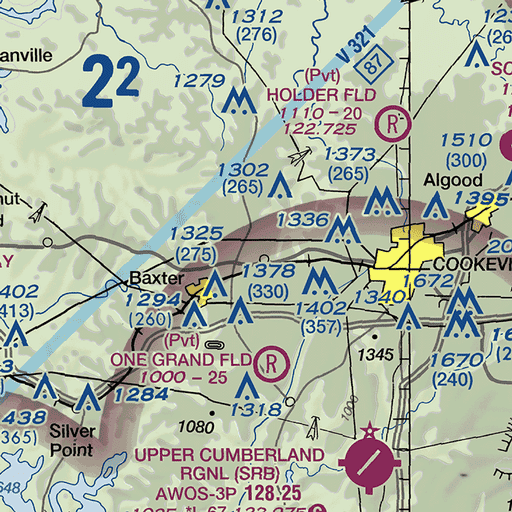 1312
(276)
anville
22
1279
V 321
87
(Pvt)
HOLDER FLD
1110 - 20
122.725
R
1510
(300)
1302
(265)
1373
(265)
Algood
1395
1336
1325
(275)
COOKEVI
Baxter
1378
(330)
1672
1340
402
413)
1294
(260)
1402
(357)
(Pvt)
ONE GRAND FLD
1000 - 25
R
1345
1670
(240)
1284
1318
1000
438
365)
Silver
Point
1080
UPPER CUMBERLAND
RGNL (SRB)
AWOS-3P 128.25
648